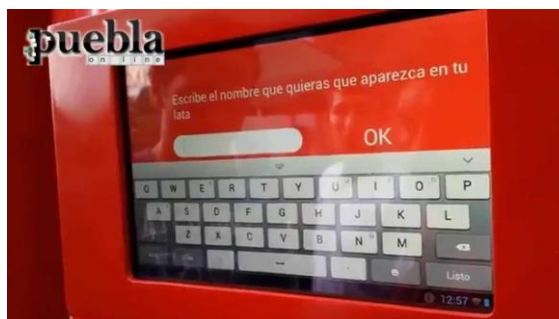 puebla
on line
Escribe el nombre que quieras que aparezca en tu
lata
OK
Q W E R T Y U I O P
A S D F G H J K L
Z X C V B N M
Listo
12:57